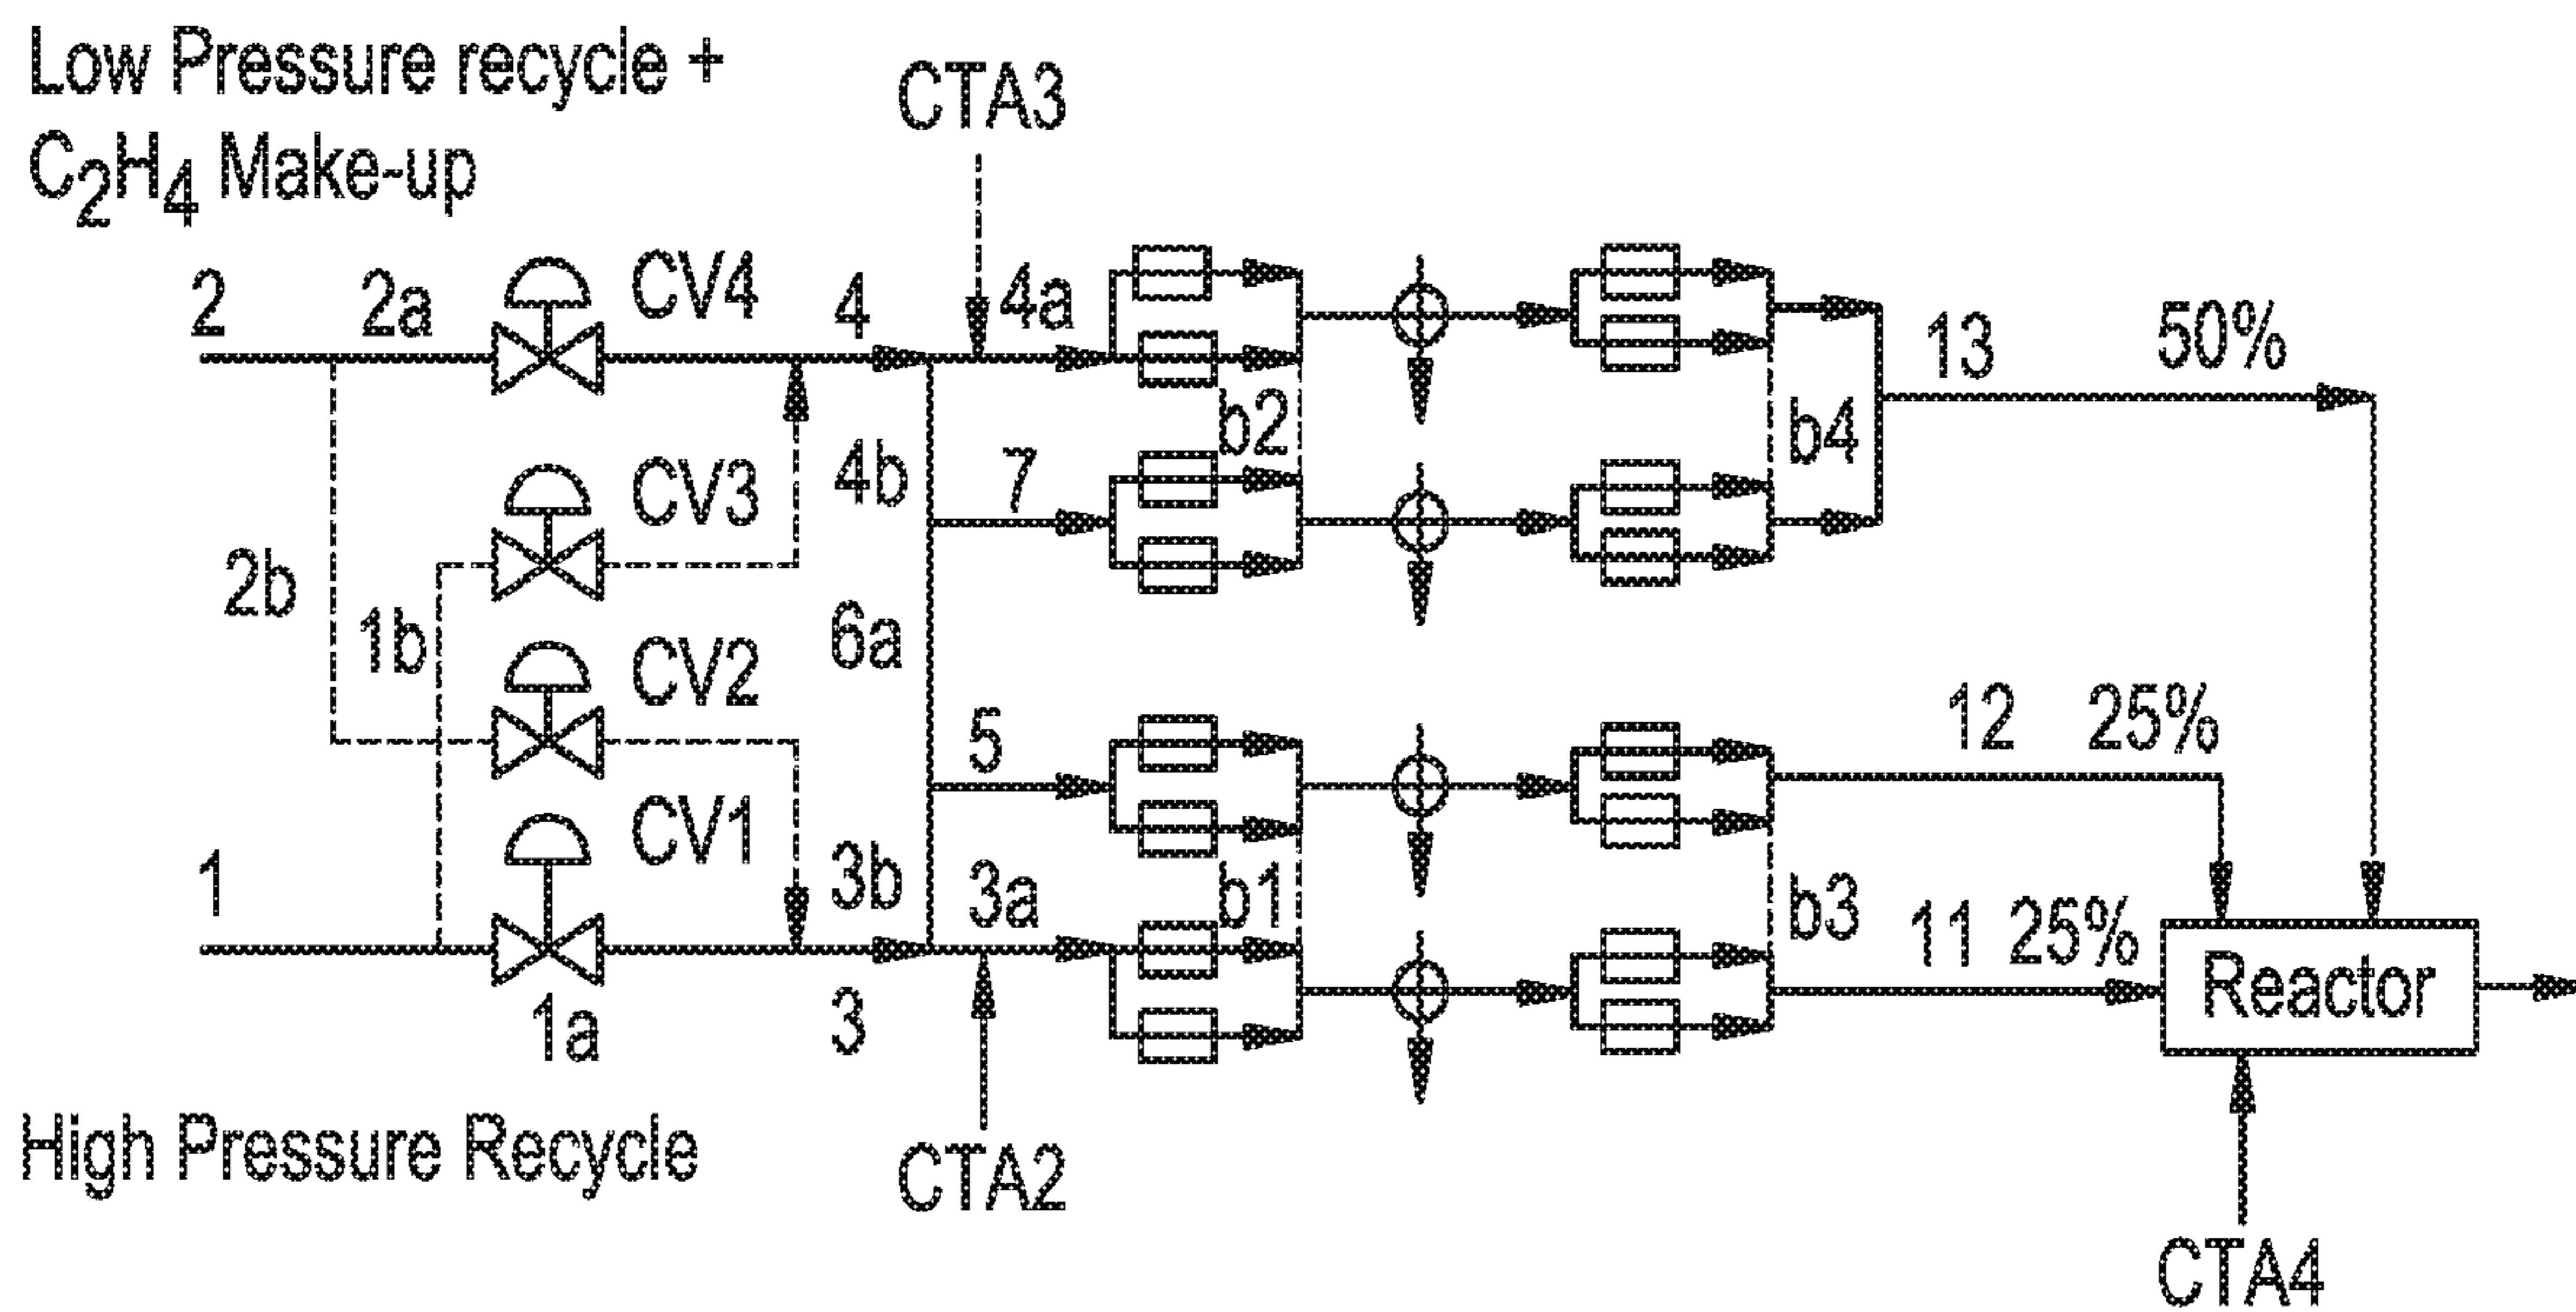 Low Pressure recycle +
C2H4 Make-up
CTA3
2
2a
CV4
4
4a
13
50%
b2
b4
4b
CV3
7
2b
1b
6a
CV2
5
12
25%
CV1
1
3b
3a
b1
b3
11
25%
Reactor
1a
3
High Pressure Recycle
CTA2
CTA4